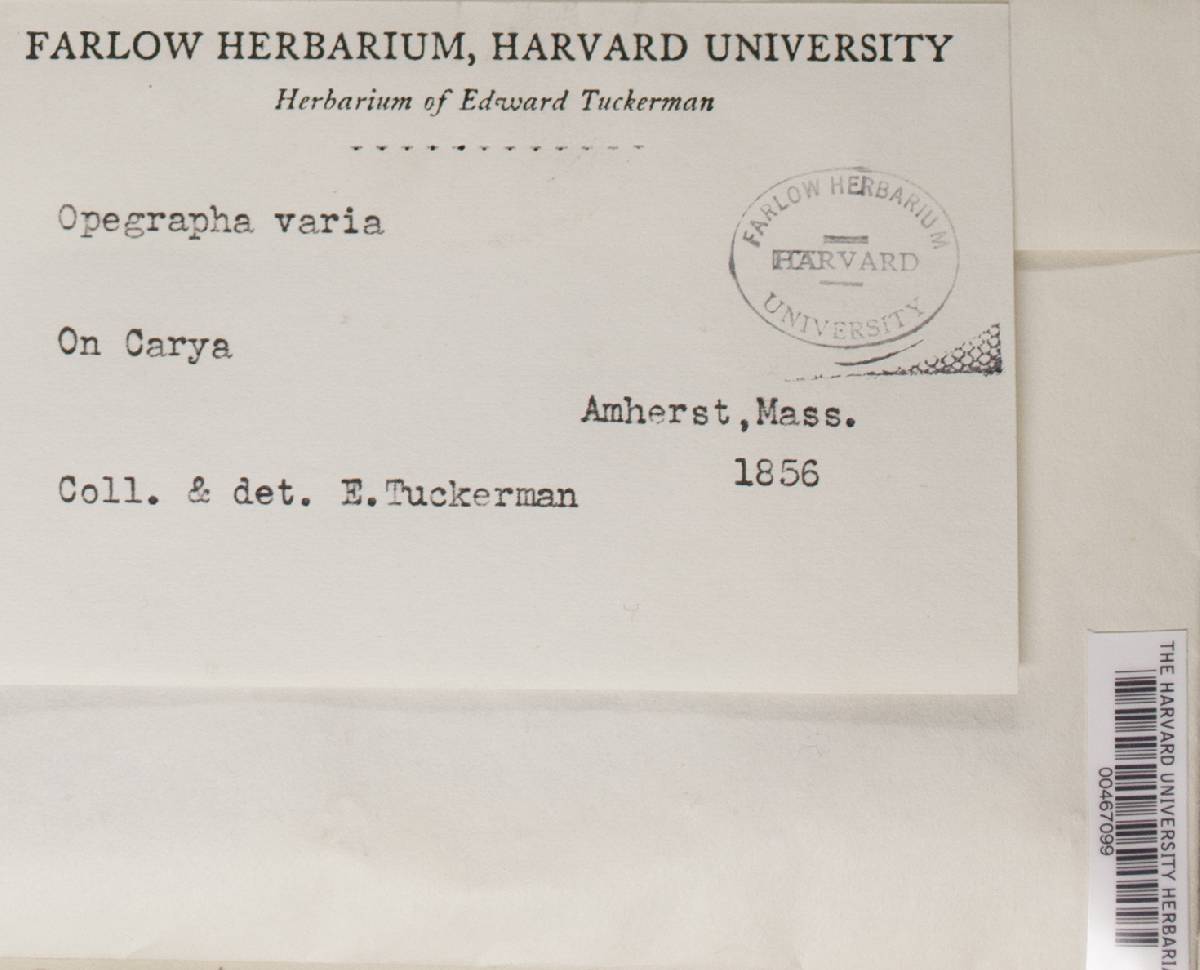 FARLOW HERBARIUM, HARVARD UNIVERSITY
Herbarium of Edward Tuckerman
Opegrapha varia
FARLOW HERBARIUM
HARVARD
UNIVERSITY
On Carya
Amherst,Mass.
1856
Coll. & det. E.Tuckerman
THE HARVARD UNIVERSITY HERBARIA
00467099